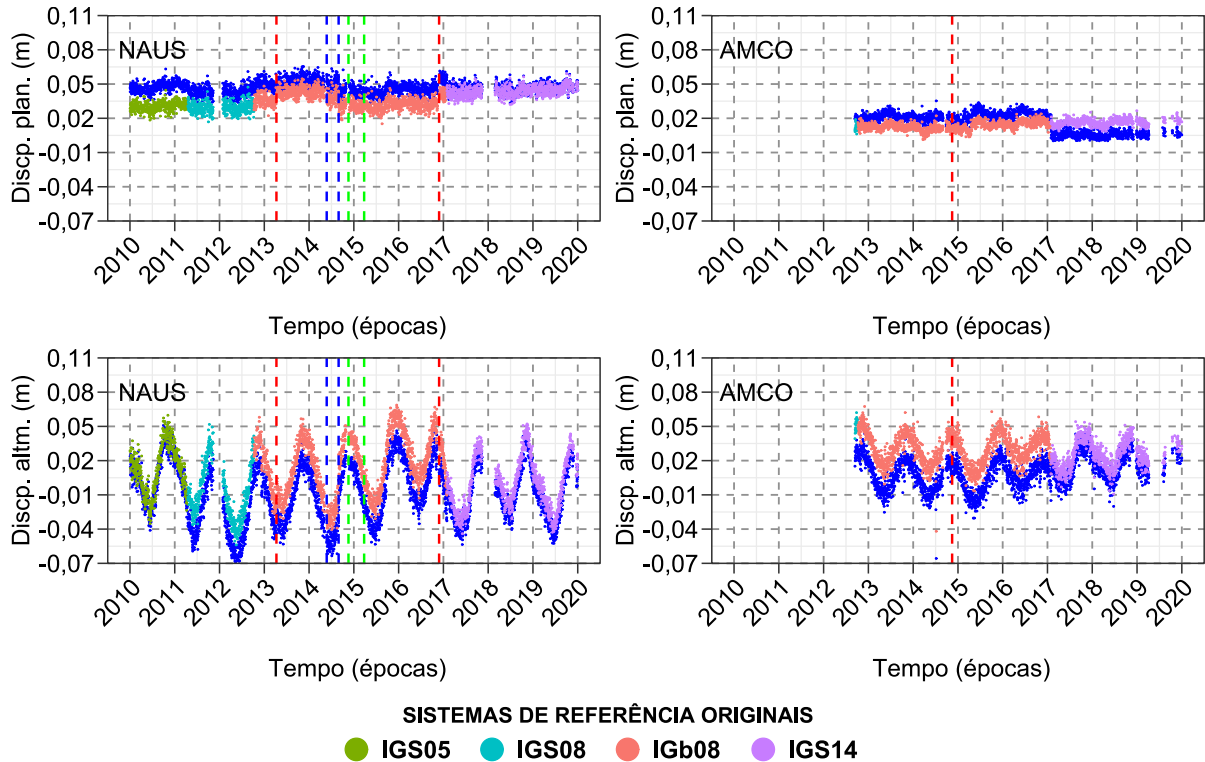 NAUS
Discp. plan. (m)
0,11
0,08
0,05
0,02
-0,01
-0,04
-0,07
2010 2011 2012 2013 2014 2015 2016 2017 2018 2019 2020
Tempo (épocas)
AMCO
Discp. plan. (m)
0,11
0,08
0,05
0,02
-0,01
-0,04
-0,07
2010 2011 2012 2013 2014 2015 2016 2017 2018 2019 2020
Tempo (épocas)
NAUS
Discp. altm. (m)
0,11
0,08
0,05
0,02
-0,01
-0,04
-0,07
2010 2011 2012 2013 2014 2015 2016 2017 2018 2019 2020
Tempo (épocas)
AMCO
Discp. altm. (m)
0,11
0,08
0,05
0,02
-0,01
-0,04
-0,07
2010 2011 2012 2013 2014 2015 2016 2017 2018 2019 2020
Tempo (épocas)
SISTEMAS DE REFERÊNCIA ORIGINAIS
IGS05 IGS08 IGb08 IGS14